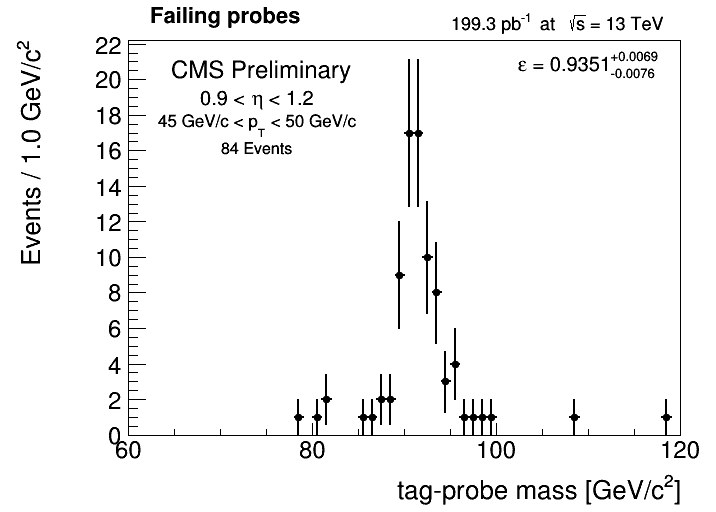 Failing probes
199.3 pb⁻¹ at √s = 13 TeV
CMS Preliminary
0.9 < η < 1.2
45 GeV/c < p_T < 50 GeV/c
84 Events
ε = 0.9351 +0.0069 -0.0076
Events / 1.0 GeV/c²
22
20
18
16
14
12
10
8
6
4
2
0
60 80 100 120
tag-probe mass [GeV/c²]